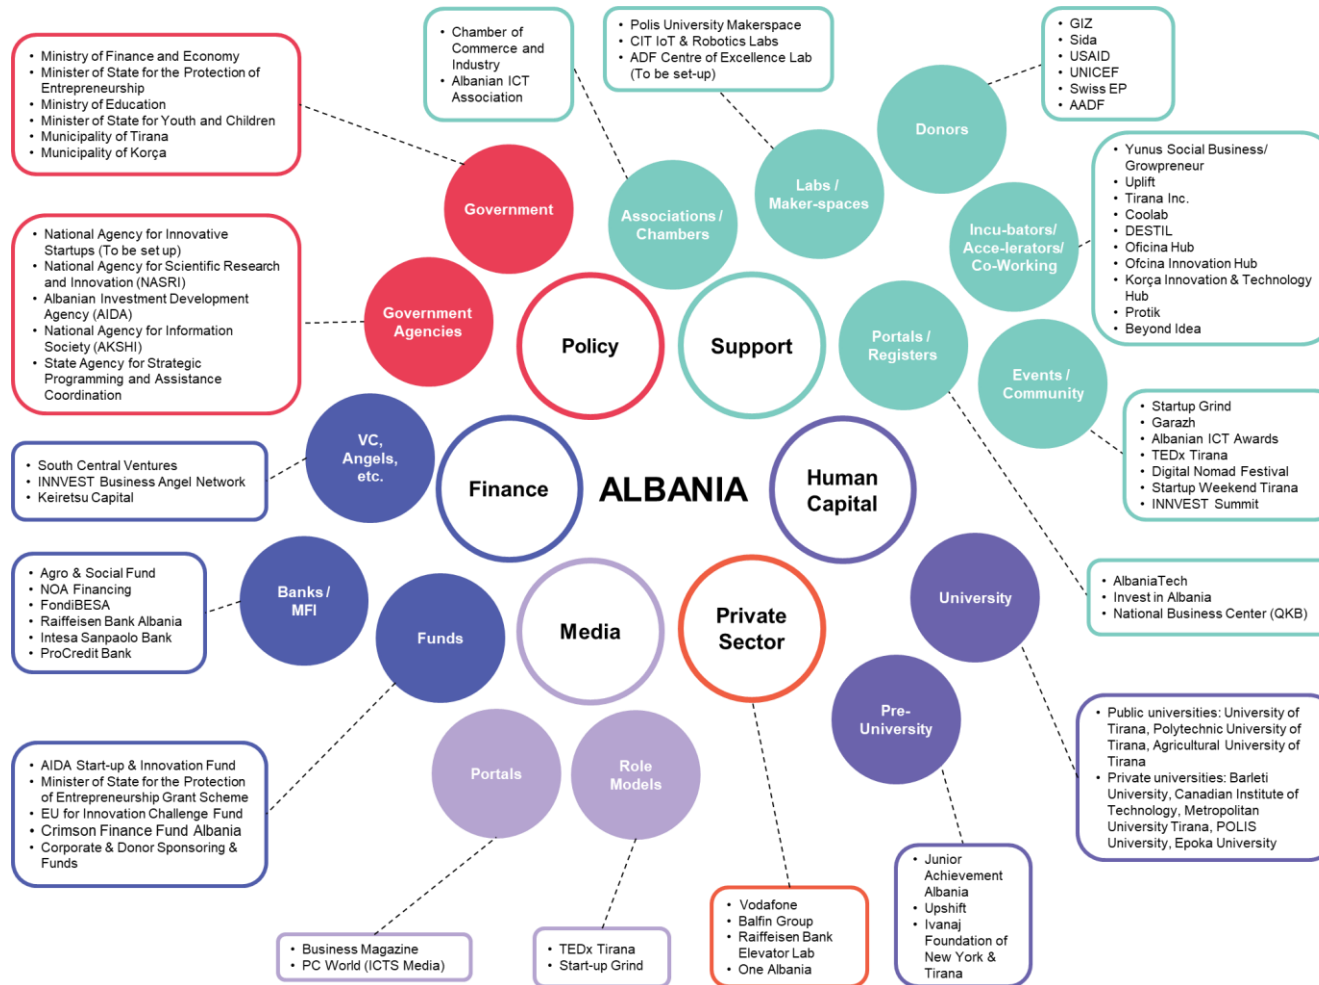 • Ministry of Finance and Economy
• Minister of State for the Protection of
Entrepreneurship
• Ministry of Education
• Minister of State for Youth and Children
• Municipality of Tirana
• Municipality of Korça
• Chamber of
Commerce and
Industry
• Albanian ICT
Association
• Polis University Makerspace
• CIT IoT & Robotics Labs
• ADF Centre of Excellence Lab
(To be set-up)
• GIZ
• Sida
• USAID
• UNICEF
• Swiss EP
• AADF
Donors
Government
Associations /
Chambers
Labs /
Maker-spaces
Incu-bators/
Acce-lerators/
Co-Working
• Yunus Social Business/
Growpreneur
• Uplift
• Tirana Inc.
• Coolab
• DESTIL
• Oficina Hub
• Ofcina Innovation Hub
• Korça Innovation & Technology
Hub
• Protik
• Beyond Idea
• National Agency for Innovative
Startups (To be set up)
• National Agency for Scientific Research
and Innovation (NASRI)
• Albanian Investment Development
Agency (AIDA)
• National Agency for Information
Society (AKSHI)
• State Agency for Strategic
Programming and Assistance
Coordination
Government
Agencies
Policy
Support
Portals /
Registers
Events /
Community
• Startup Grind
• Garazh
• Albanian ICT Awards
• TEDx Tirana
• Digital Nomad Festival
• Startup Weekend Tirana
• INNVEST Summit
• South Central Ventures
• INNVEST Business Angel Network
• Keiretsu Capital
VC,
Angels,
etc.
Finance
ALBANIA
Human
Capital
• Agro & Social Fund
• NOA Financing
• FondiBESA
• Raiffeisen Bank Albania
• Intesa Sanpaolo Bank
• ProCredit Bank
Banks /
MFI
Funds
Media
Private
Sector
University
• AlbaniaTech
• Invest in Albania
• National Business Center (QKB)
Pre-
University
• Public universities: University of
Tirana, Polytechnic University of
Tirana, Agricultural University of
Tirana
• Private universities: Barleti
University, Canadian Institute of
Technology, Metropolitan
University Tirana, POLIS
University, Epoka University
• AIDA Start-up & Innovation Fund
• Minister of State for the Protection
of Entrepreneurship Grant Scheme
• EU for Innovation Challenge Fund
• Crimson Finance Fund Albania
• Corporate & Donor Sponsoring &
Funds
Portals
Role
Models
• Business Magazine
• PC World (ICTS Media)
• TEDx Tirana
• Start-up Grind
• Vodafone
• Balfin Group
• Raiffeisen Bank
Elevator Lab
• One Albania
• Junior
Achievement
Albania
• Upshift
• Ivanaj
Foundation of
New York &
Tirana